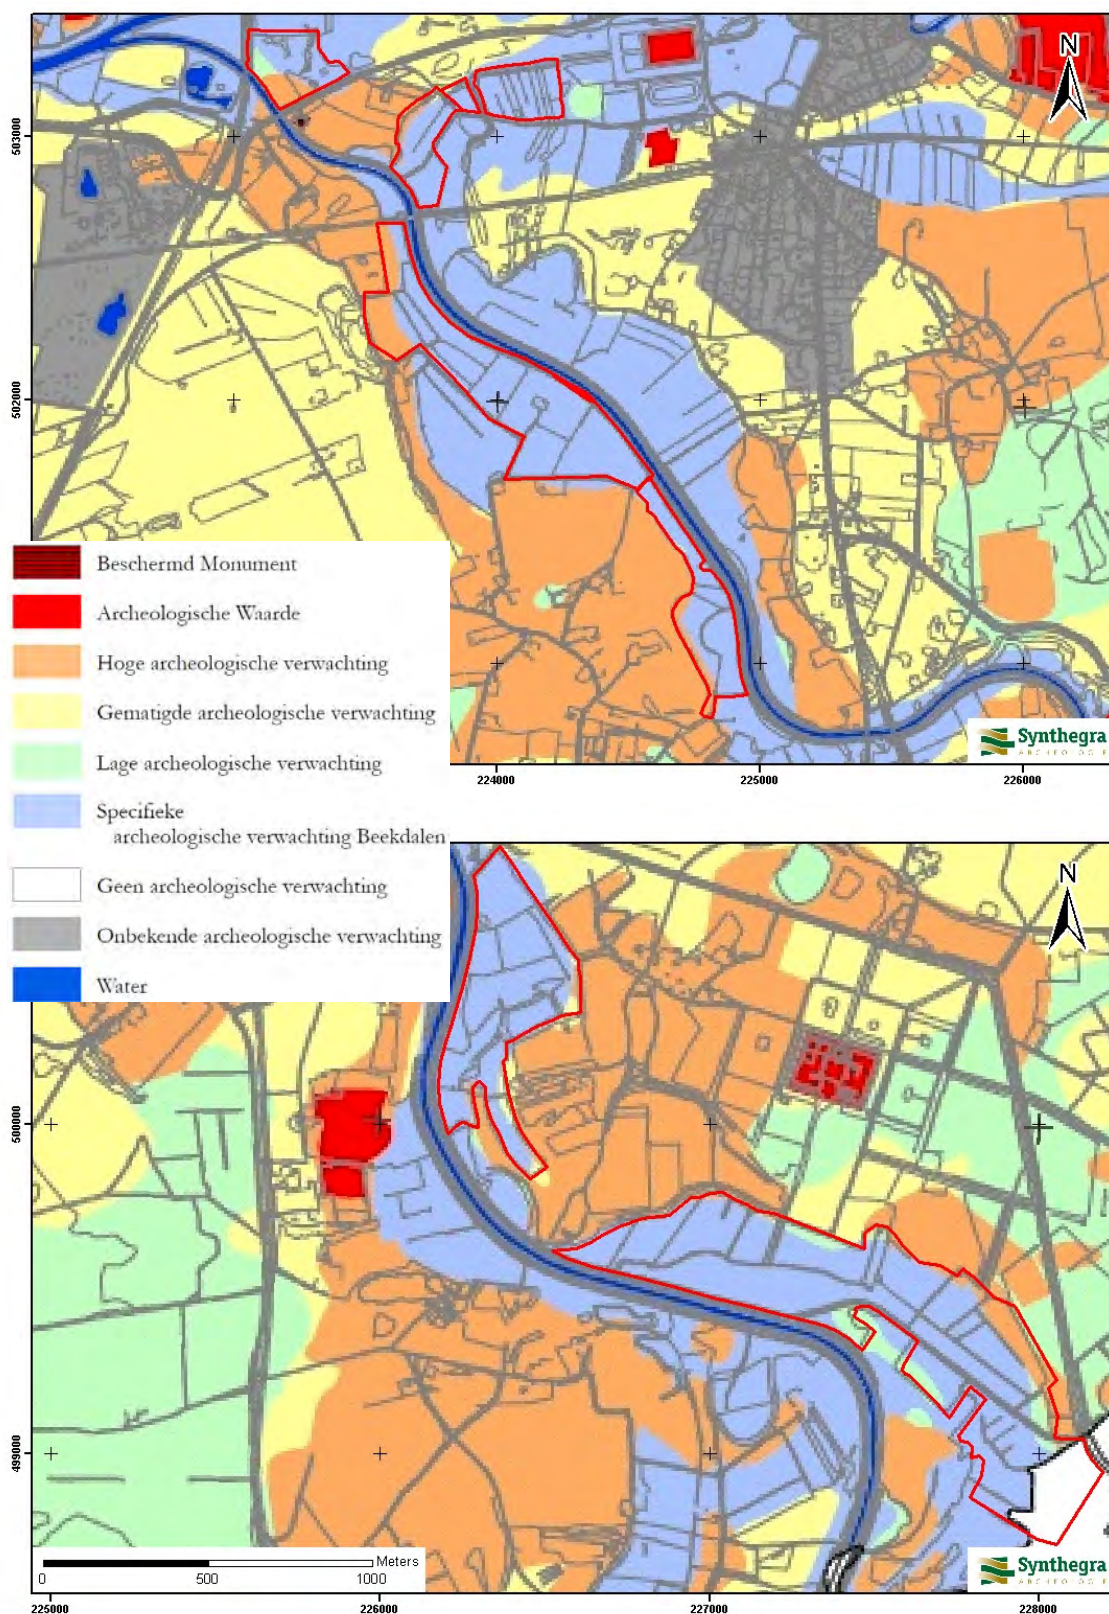 N
503000
502000
Beschermd Monument
Archeologische Waarde
Hoge archeologische verwachting
Gematigde archeologische verwachting
Lage archeologische verwachting
Specifieke
archeologische verwachting Beekdalen
Geen archeologische verwachting
Onbekende archeologische verwachting
Water
Synthegra
ARCHEOLOGIE
224000
225000
226000
N
500000
499000
Meters
0
500
1000
Synthegra
ARCHEOLOGIE
225000
226000
227000
228000